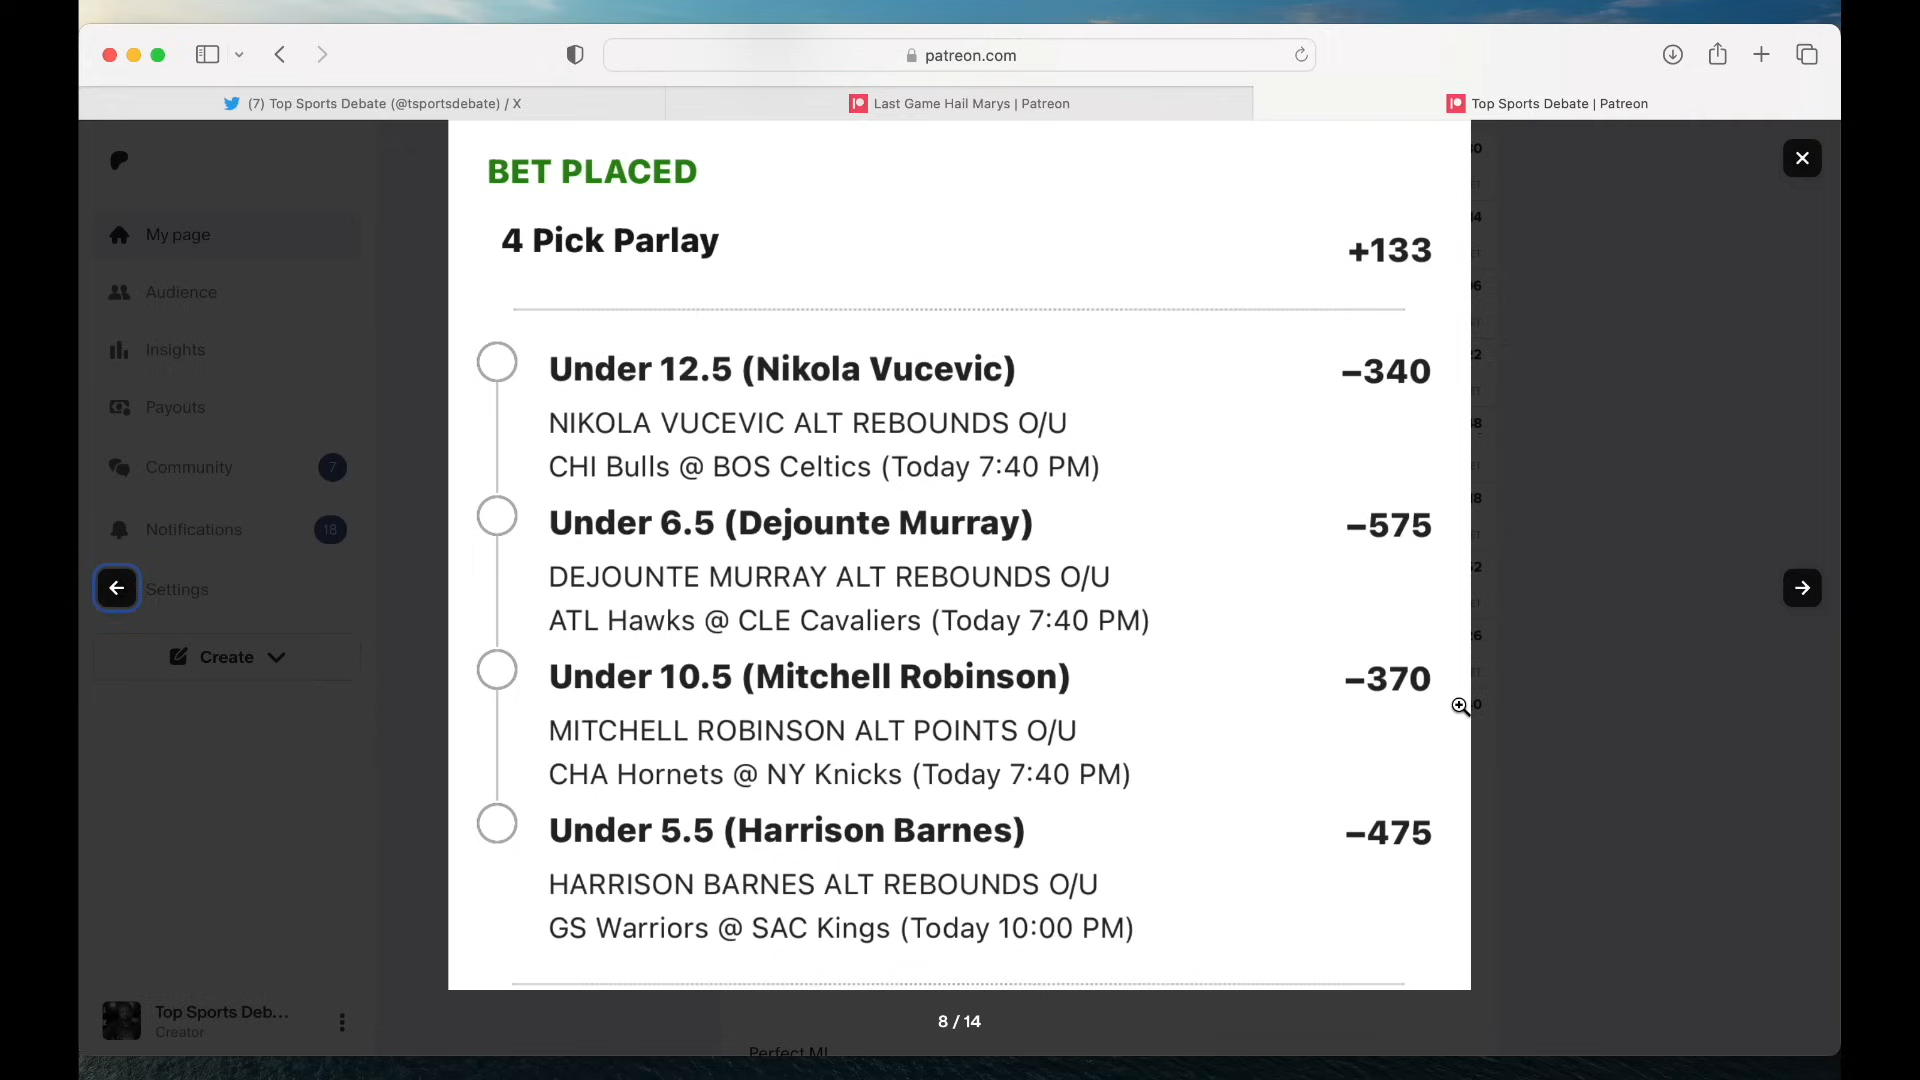 patreon.com
(7) Top Sports Debate (@tsportsdebate) / X
Last Game Hail Marys | Patreon
Top Sports Debate | Patreon
My page
Audience
Insights
Payouts
Community 7
Notifications 18
Settings
Create
Top Sports Deb...
Creator
BET PLACED
4 Pick Parlay +133
Under 12.5 (Nikola Vucevic) −340
NIKOLA VUCEVIC ALT REBOUNDS O/U
CHI Bulls @ BOS Celtics (Today 7:40 PM)
Under 6.5 (Dejounte Murray) −575
DEJOUNTE MURRAY ALT REBOUNDS O/U
ATL Hawks @ CLE Cavaliers (Today 7:40 PM)
Under 10.5 (Mitchell Robinson) −370
MITCHELL ROBINSON ALT POINTS O/U
CHA Hornets @ NY Knicks (Today 7:40 PM)
Under 5.5 (Harrison Barnes) −475
HARRISON BARNES ALT REBOUNDS O/U
GS Warriors @ SAC Kings (Today 10:00 PM)
8 / 14